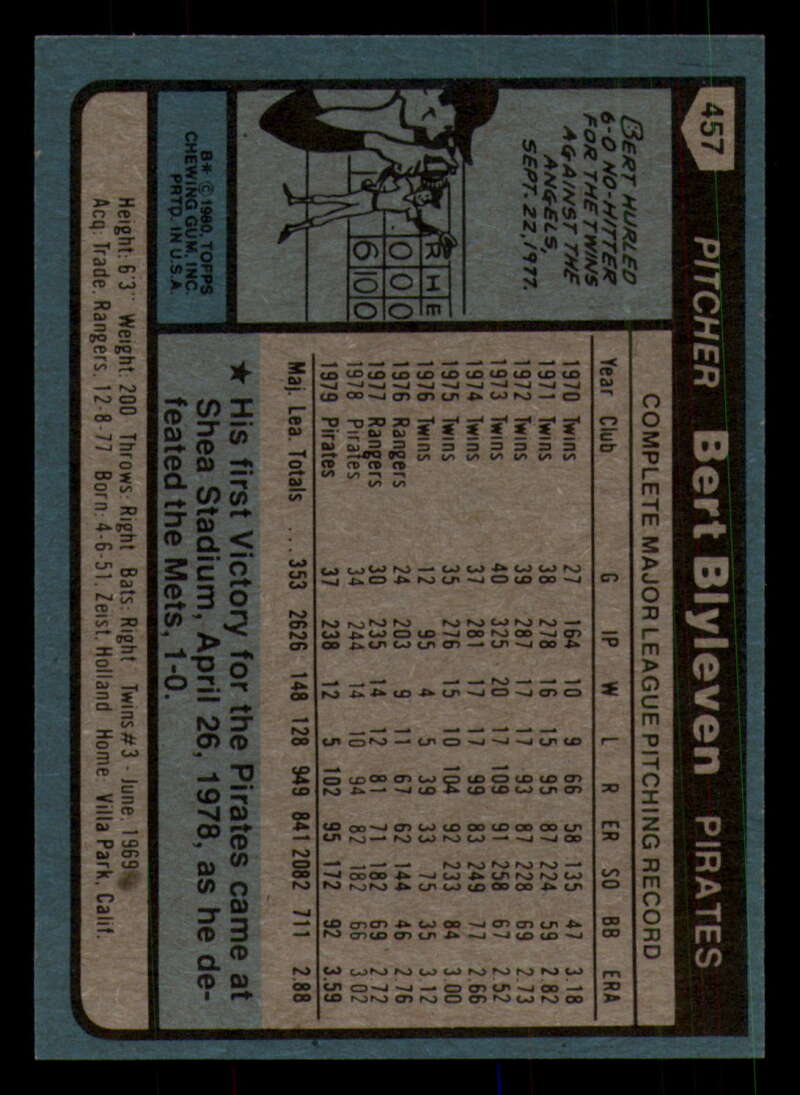 457
PITCHER Bert Blyleven PIRATES
BERT HURLED
6-0 NO-HITTER
FOR THE TWINS
AGAINST THE
ANGELS,
SEPT. 22, 1977.
R H E
0 0 0
6 10 0
B* © 1980, TOPPS
CHEWING GUM, INC.
PRTD. IN U.S.A.
COMPLETE MAJOR LEAGUE PITCHING RECORD
Year Club G IP W L R ER SO BB ERA
1970 Twins 27 164 10 9 66 58 135 47 3.18
1971 Twins 38 278 16 15 95 87 224 59 2.82
1972 Twins 39 287 17 17 93 87 228 69 2.73
1973 Twins 40 325 20 17 109 91 258 67 2.52
1974 Twins 37 281 17 17 99 83 249 77 2.66
1975 Twins 35 276 15 10 104 92 233 84 3.00
1976 Twins 12 95 4 5 39 33 75 35 3.12
1976 Rangers 24 203 9 11 67 62 144 46 2.76
1977 Rangers 30 235 14 12 81 71 182 69 2.72
1978 Pirates 34 244 14 10 94 82 182 66 3.02
1979 Pirates 37 238 12 5 102 95 172 92 3.59
Maj. Lea. Totals ... 353 2626 148 128 949 841 2082 711 2.88
★ His first Victory for the Pirates came at
Shea Stadium, April 26, 1978, as he de-
feated the Mets, 1-0.
Height: 6'3" Weight: 200 Throws: Right Bats: Right Twins #3 - June, 1969
Acq: Trade, Rangers, 12-8-77 Born: 4-6-51, Zeist, Holland Home: Villa Park, Calif.